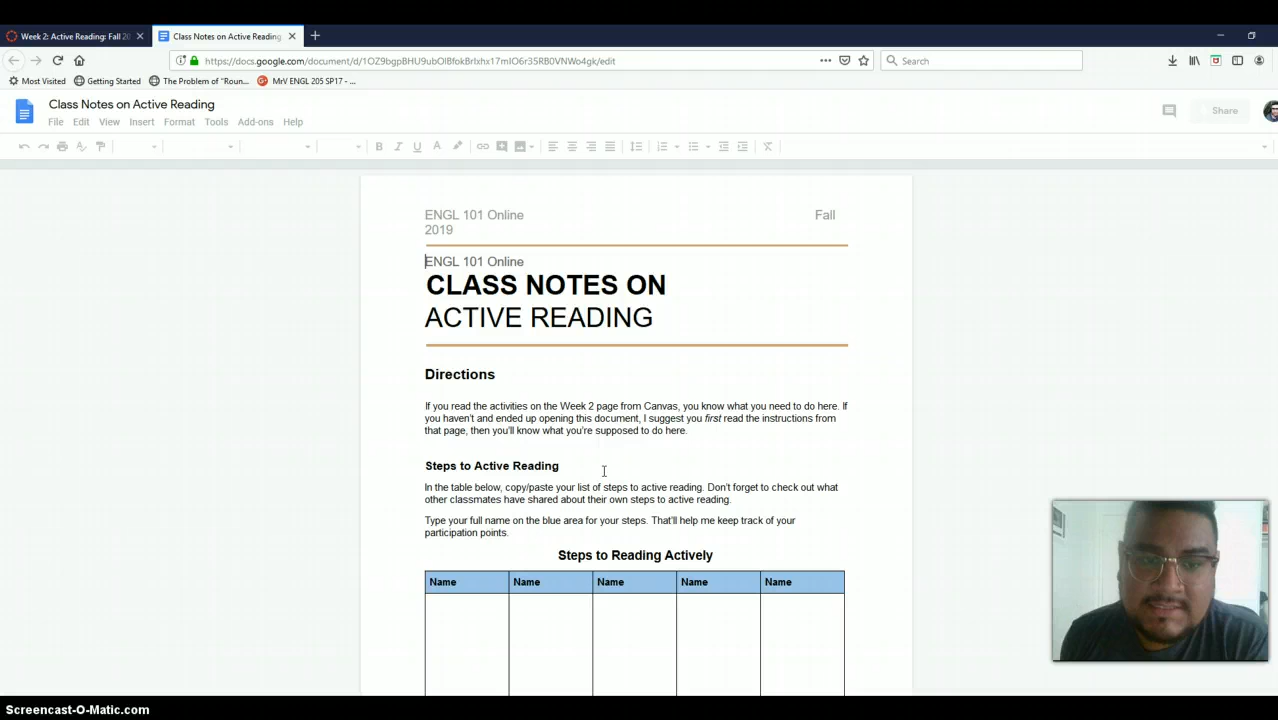 Week 2: Active Reading: Fall 20
Class Notes on Active Reading
https://docs.google.com/document/d/1OZ9bgpBHU9ubOlBfokBrlxhx17mIO6r35RB0VNWo4gk/edit
Search
Most Visited
Getting Started
The Problem of "Roun...
MrV ENGL 205 SP17 - ...
Class Notes on Active Reading
File Edit View Insert Format Tools Add-ons Help
Share
ENGL 101 Online Fall
2019
ENGL 101 Online
CLASS NOTES ON
ACTIVE READING
Directions
If you read the activities on the Week 2 page from Canvas, you know what you need to do here. If
you haven't and ended up opening this document, I suggest you first read the instructions from
that page, then you'll know what you're supposed to do here.
Steps to Active Reading
In the table below, copy/paste your list of steps to active reading. Don't forget to check out what
other classmates have shared about their own steps to active reading.
Type your full name on the blue area for your steps. That'll help me keep track of your
participation points.
Steps to Reading Actively
Name Name Name Name Name
Screencast-O-Matic.com